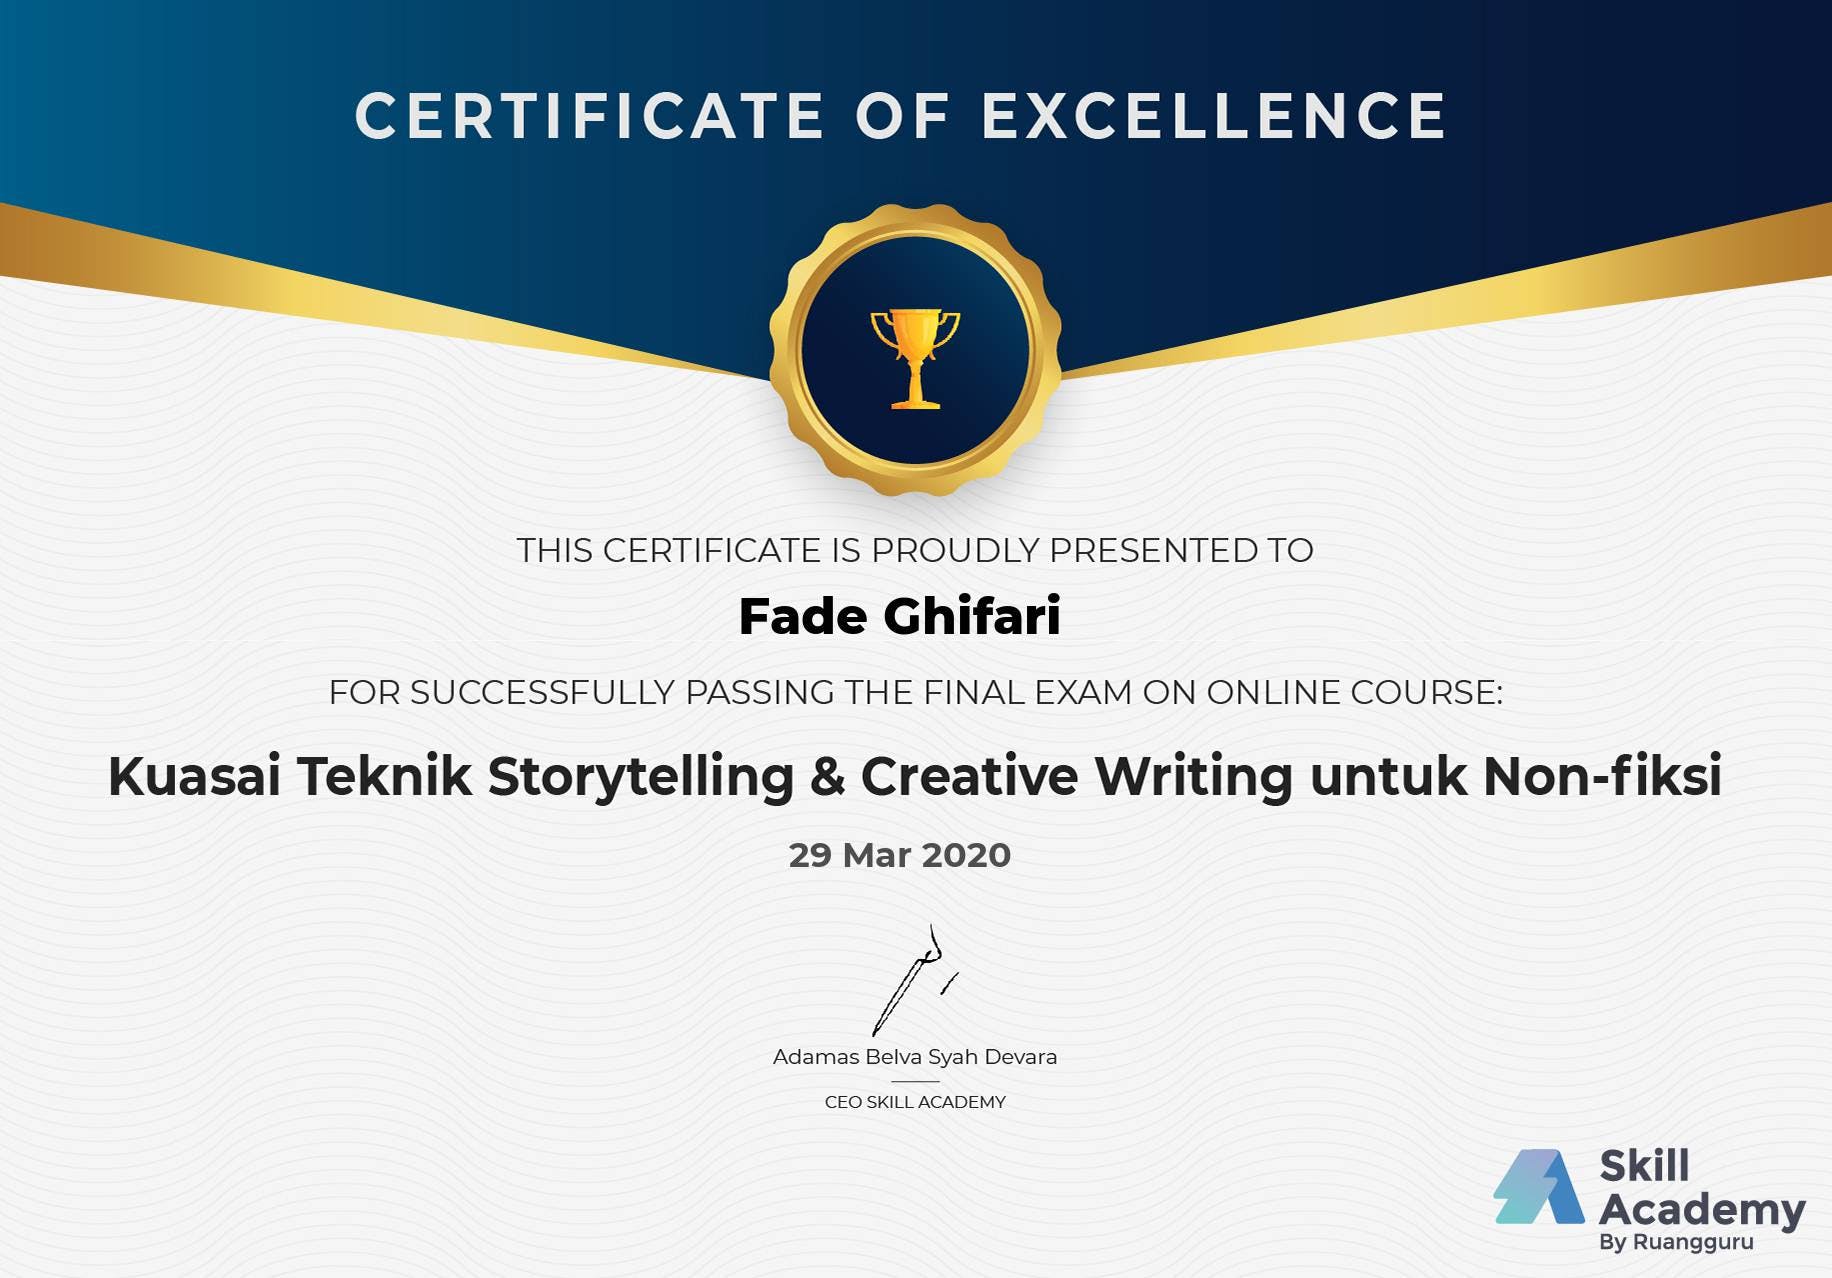 CERTIFICATE OF EXCELLENCE
THIS CERTIFICATE IS PROUDLY PRESENTED TO
Fade Ghifari
FOR SUCCESSFULLY PASSING THE FINAL EXAM ON ONLINE COURSE:
Kuasai Teknik Storytelling & Creative Writing untuk Non-fiksi
29 Mar 2020
Adamas Belva Syah Devara
CEO SKILL ACADEMY
Skill
Academy
By Ruangguru